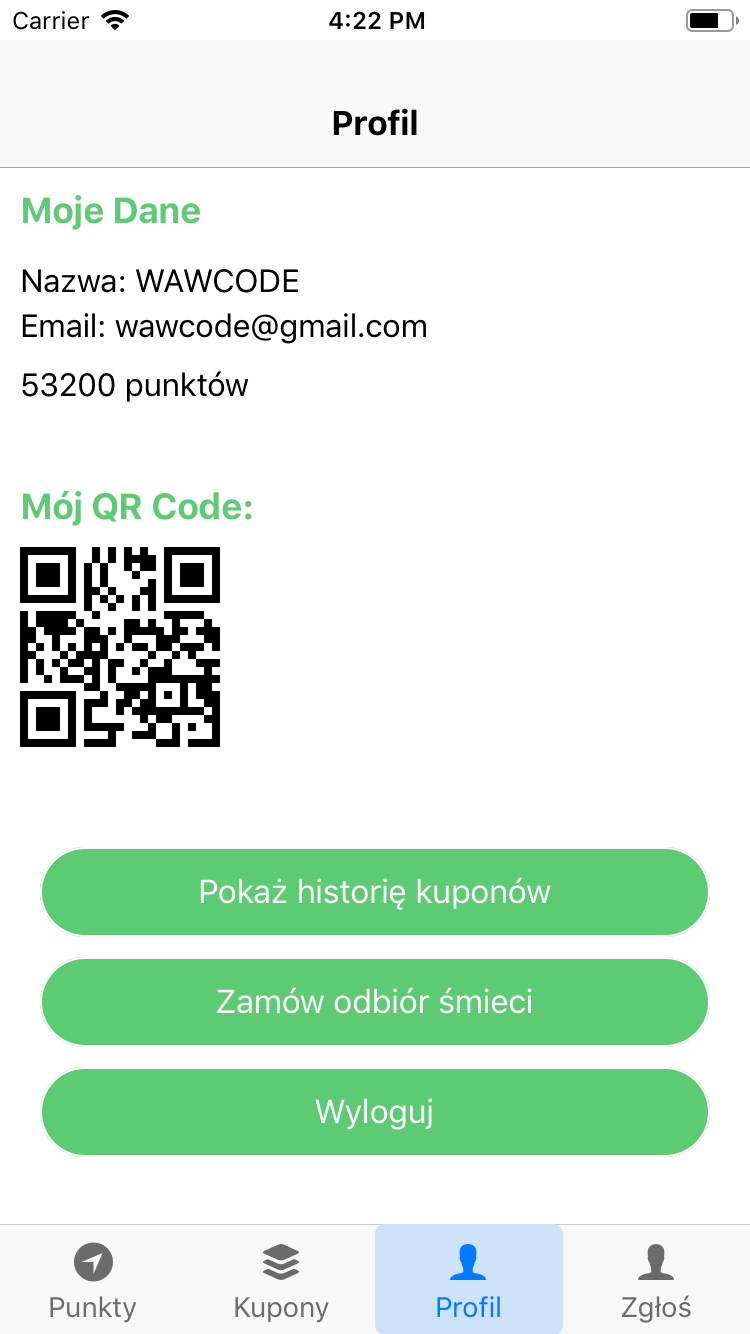 Carrier 4:22 PM
Profil
Moje Dane
Nazwa: WAWCODE
Email: wawcode@gmail.com
53200 punktów
Mój QR Code:
Pokaż historię kuponów
Zamów odbiór śmieci
Wyloguj
Punkty Kupony Profil Zgłoś